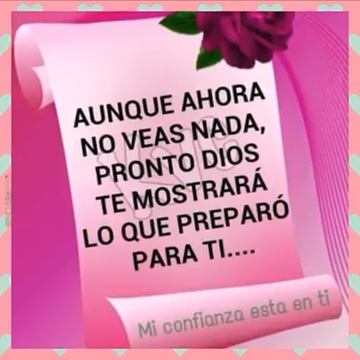 AUNQUE AHORA
NO VEAS NADA,
PRONTO DIOS
TE MOSTRARÁ
LO QUE PREPARÓ
PARA TI....
Mi confianza esta en ti